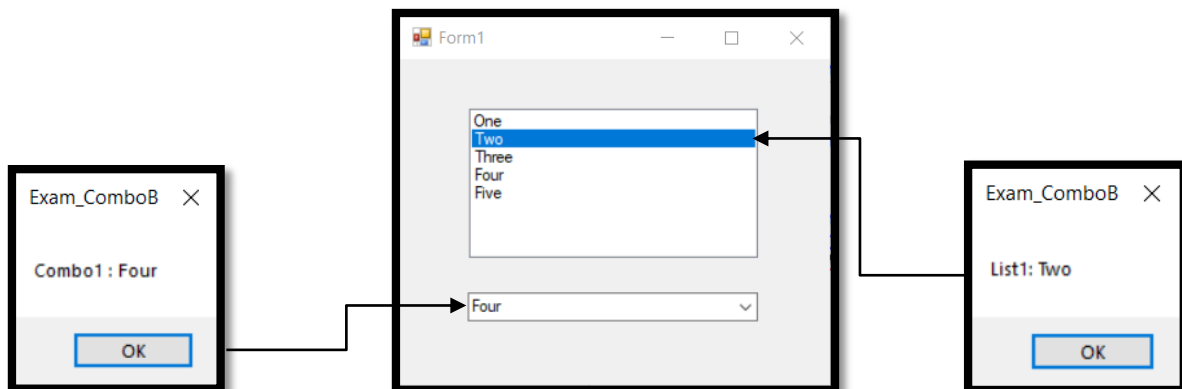 Form1
One
Two
Three
Four
Five
Four
Exam_ComboB
Combo1 : Four
OK
Exam_ComboB
List1: Two
OK